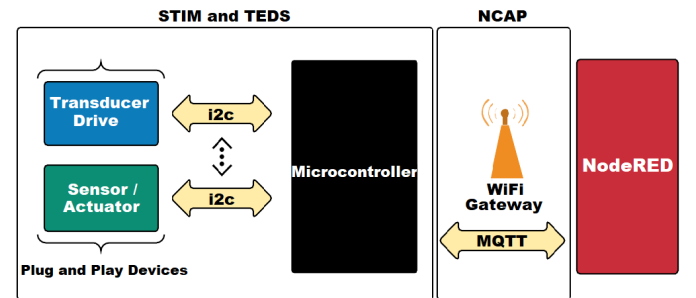 STIM and TEDS
NCAP
Transducer
Drive
i2c
Microcontroller
Sensor /
Actuator
i2c
Plug and Play Devices
WiFi
Gateway
MQTT
NodeRED